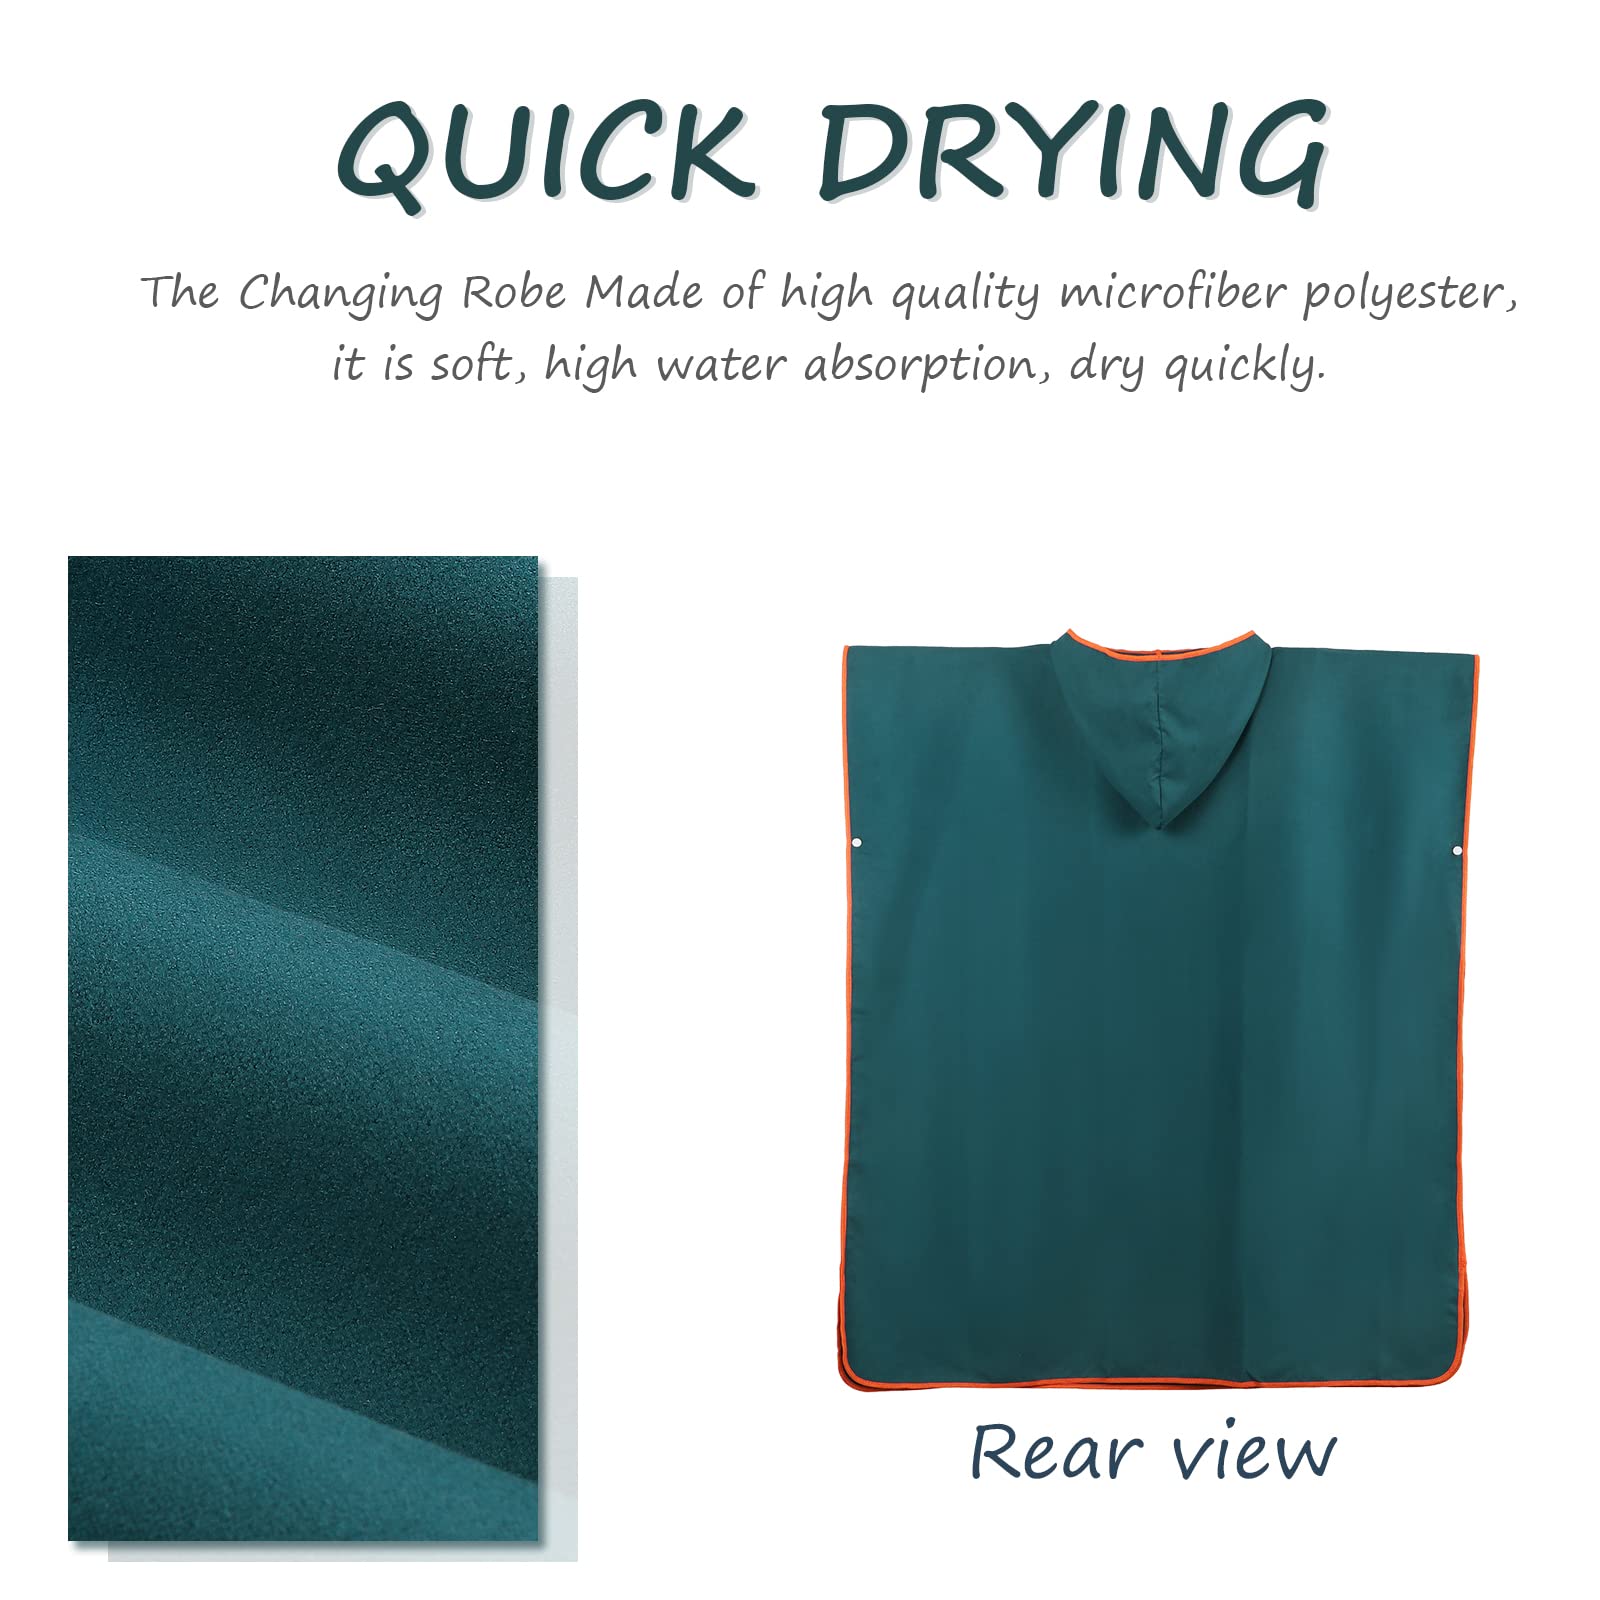 QUICK DRYING
The Changing Robe Made of high quality microfiber polyester,
it is soft, high water absorption, dry quickly.
Rear view